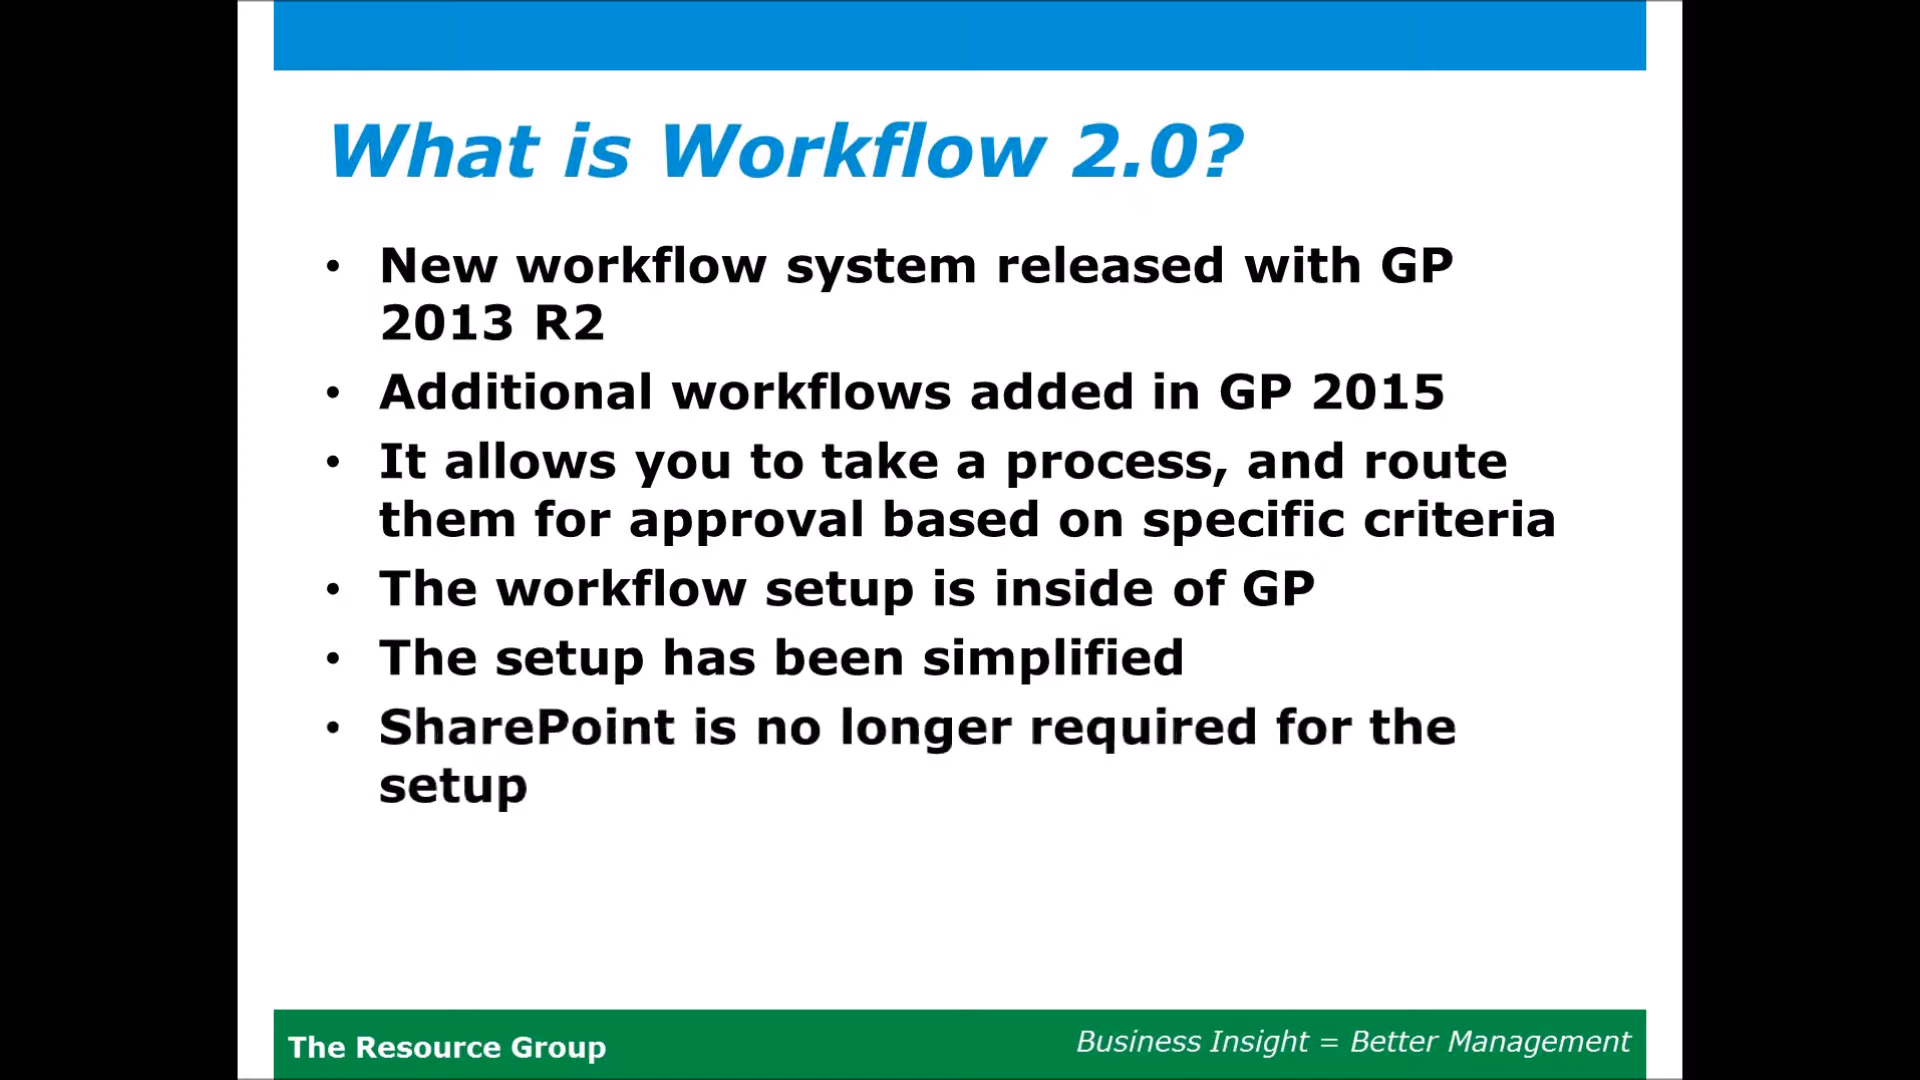 What is Workflow 2.0?
• New workflow system released with GP
2013 R2
• Additional workflows added in GP 2015
• It allows you to take a process, and route
them for approval based on specific criteria
• The workflow setup is inside of GP
• The setup has been simplified
• SharePoint is no longer required for the
setup
The Resource Group
Business Insight = Better Management